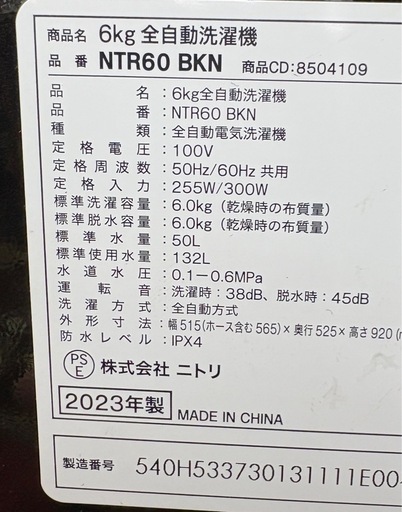 商品名 6kg 全自動洗濯機
品 番 NTR60 BKN 商品CD:8504109
品名:6kg全自動洗濯機
品番:NTR60 BKN
種類:全自動電気洗濯機
定格電圧:100V
定格周波数:50Hz/60Hz 共用
定格入力:255W/300W
標準洗濯容量:6.0kg(乾燥時の布質量)
標準脱水容量:6.0kg(乾燥時の布質量)
標準水量:50L
標準使用水量:132L
水道水圧:0.1-0.6MPa
運転音:洗濯時:38dB、脱水時:45dB
洗濯方式:全自動方式
外形寸法:幅515(ホース含む565)×奥行525×高さ920
防水レベル:IPX4
PSE 株式会社 ニトリ
2023年製 MADE IN CHINA
製造番号 540H533730131111E00